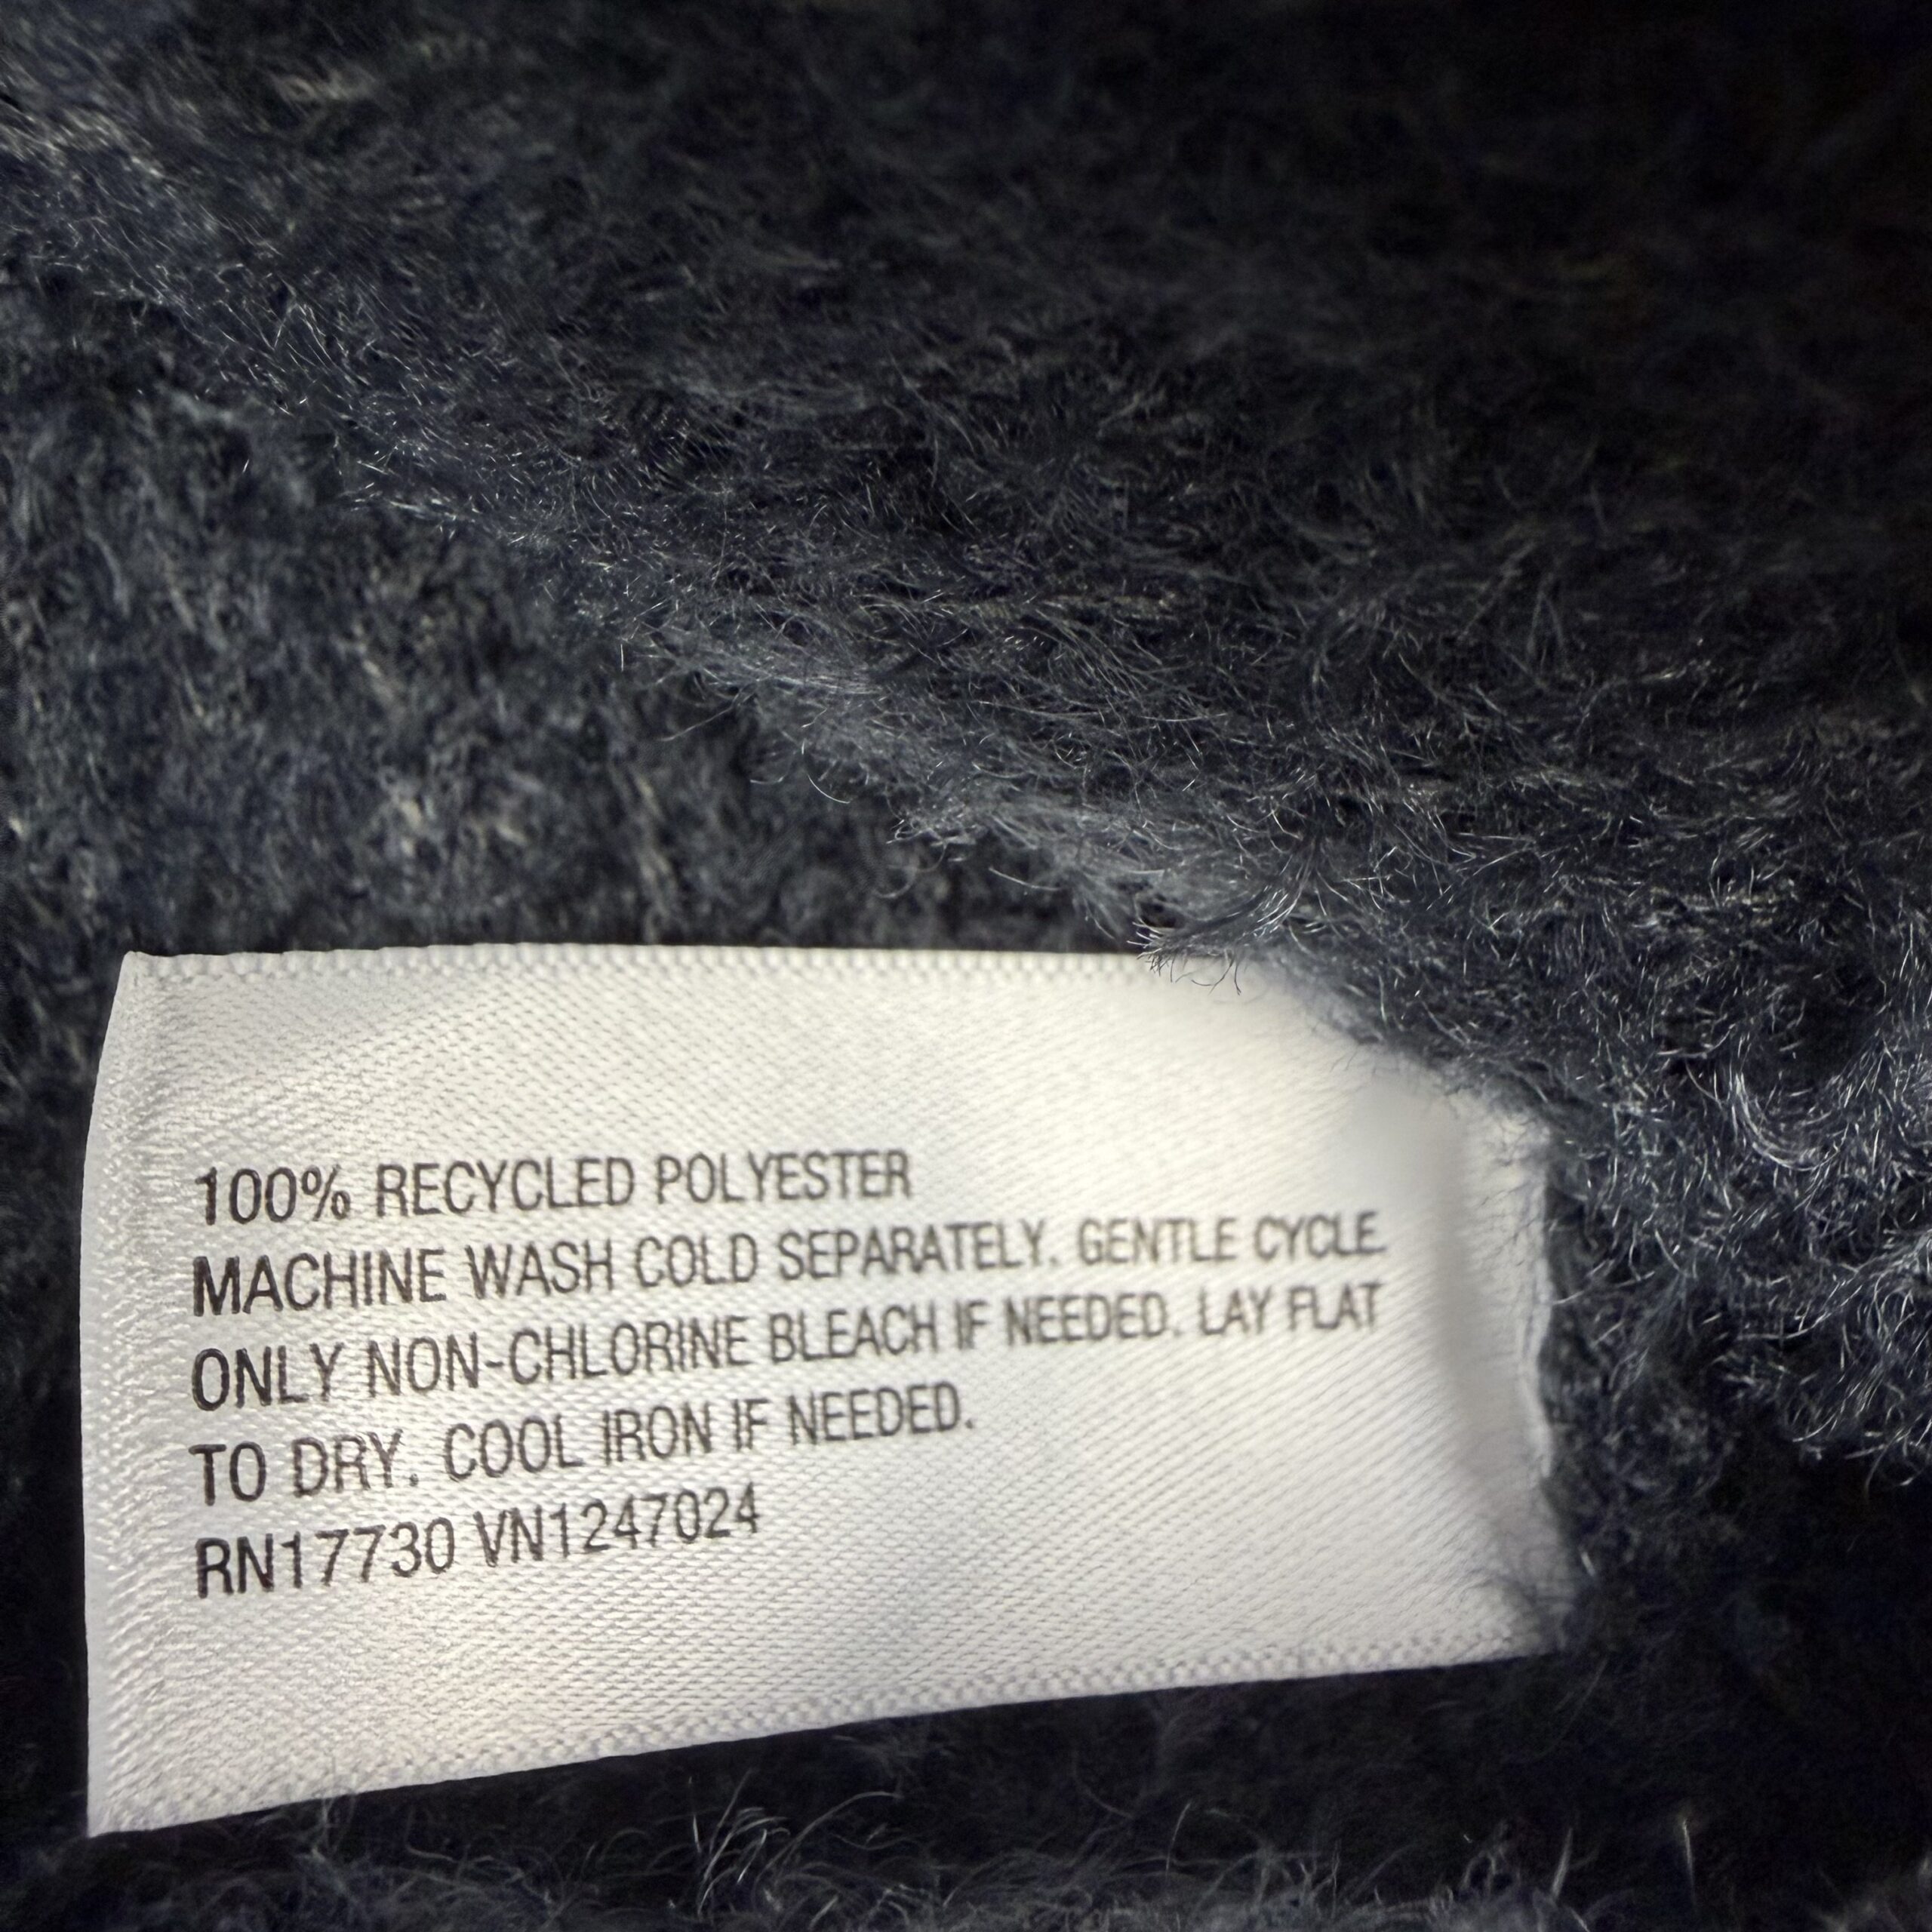 100% RECYCLED POLYESTER
MACHINE WASH COLD SEPARATELY. GENTLE CYCLE
ONLY NON-CHLORINE BLEACH IF NEEDED. LAY FLAT
TO DRY. COOL IRON IF NEEDED.
RN17730 VN1247024